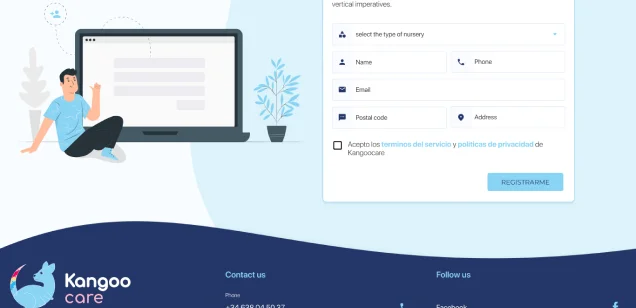 vertical imperatives.
select the type of nursery
Name
Phone
Email
Postal code
Address
Acepto los terminos del servicio y políticas de privacidad de
Kangoocare
REGISTRARME
Kangoo
care
Contact us
Follow us
Phone
+34 638 04 50 37
Facebook